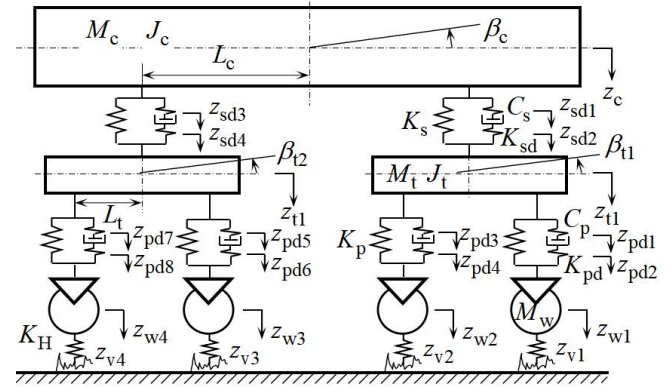 M_c J_c β_c
L_c
z_c
z_sd3 K_s C_s z_sd1
z_sd4 K_sd z_sd2
β_t2 M_t J_t β_t1
L_t z_t1 z_t1
z_pd7 z_pd5 K_p z_pd3 C_p z_pd1
z_pd8 z_pd6 z_pd4 K_pd z_pd2
K_H z_w4 z_w3 z_w2 M_w z_w1
z_v4 z_v3 z_v2 z_v1